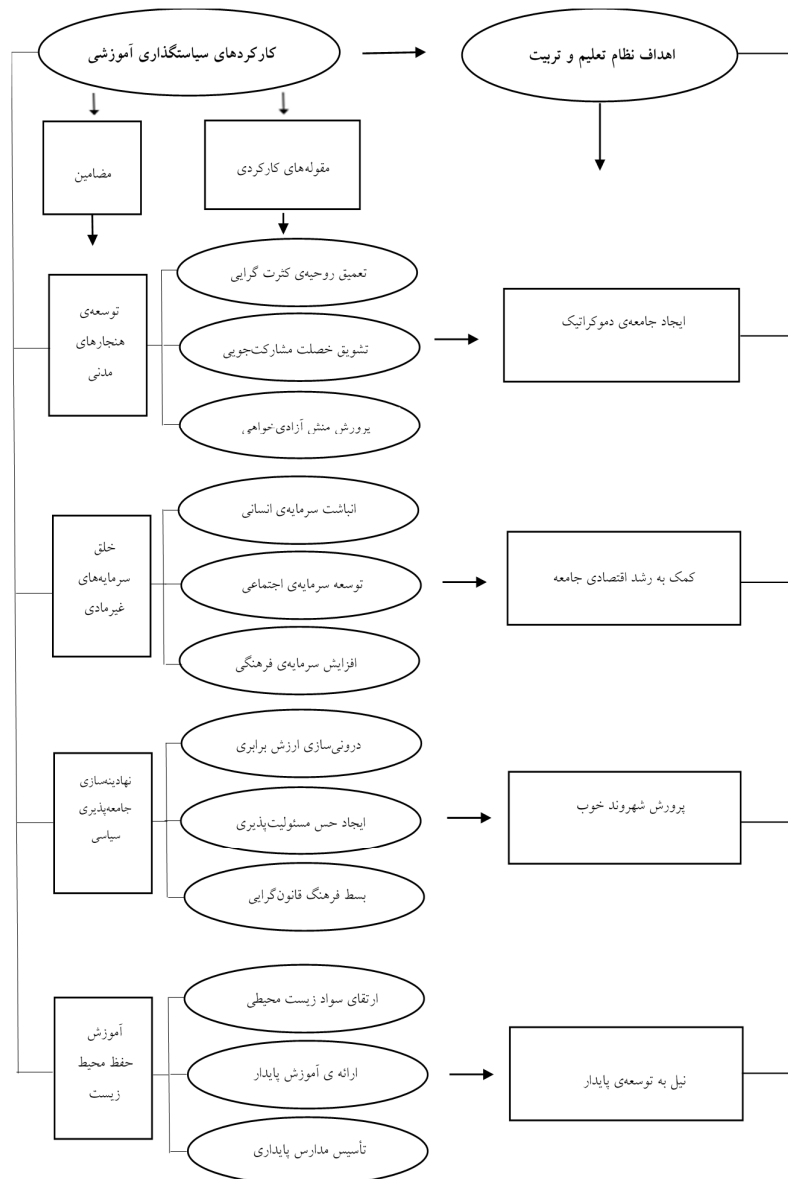 کارکردهای سیاستگذاری آموزشی
اهداف نظام تعلیم و تربیت
مقوله‌های کارکردی
مضامین
توسعه‌ی
هنجارهای
مدنی
تعمیق روحیه‌ی کثرت گرایی
تشویق خصلت مشارکت‌جویی
پرورش منش آزادی‌خواهی
ایجاد جامعه‌ی دموکراتیک
خلق
سرمایه‌های
غیرمادی
انباشت سرمایه‌ی انسانی
توسعه سرمایه‌ی اجتماعی
افزایش سرمایه‌ی فرهنگی
کمک به رشد اقتصادی جامعه
نهادینه‌سازی
جامعه‌پذیری
سیاسی
درونی‌سازی ارزش برابری
ایجاد حس مسئولیت‌پذیری
بسط فرهنگ قانون‌گرایی
پرورش شهروند خوب
آموزش
حفظ محیط
زیست
ارتقای سواد زیست محیطی
ارائه ی آموزش پایدار
تأسیس مدارس پایداری
نیل به توسعه‌ی پایدار